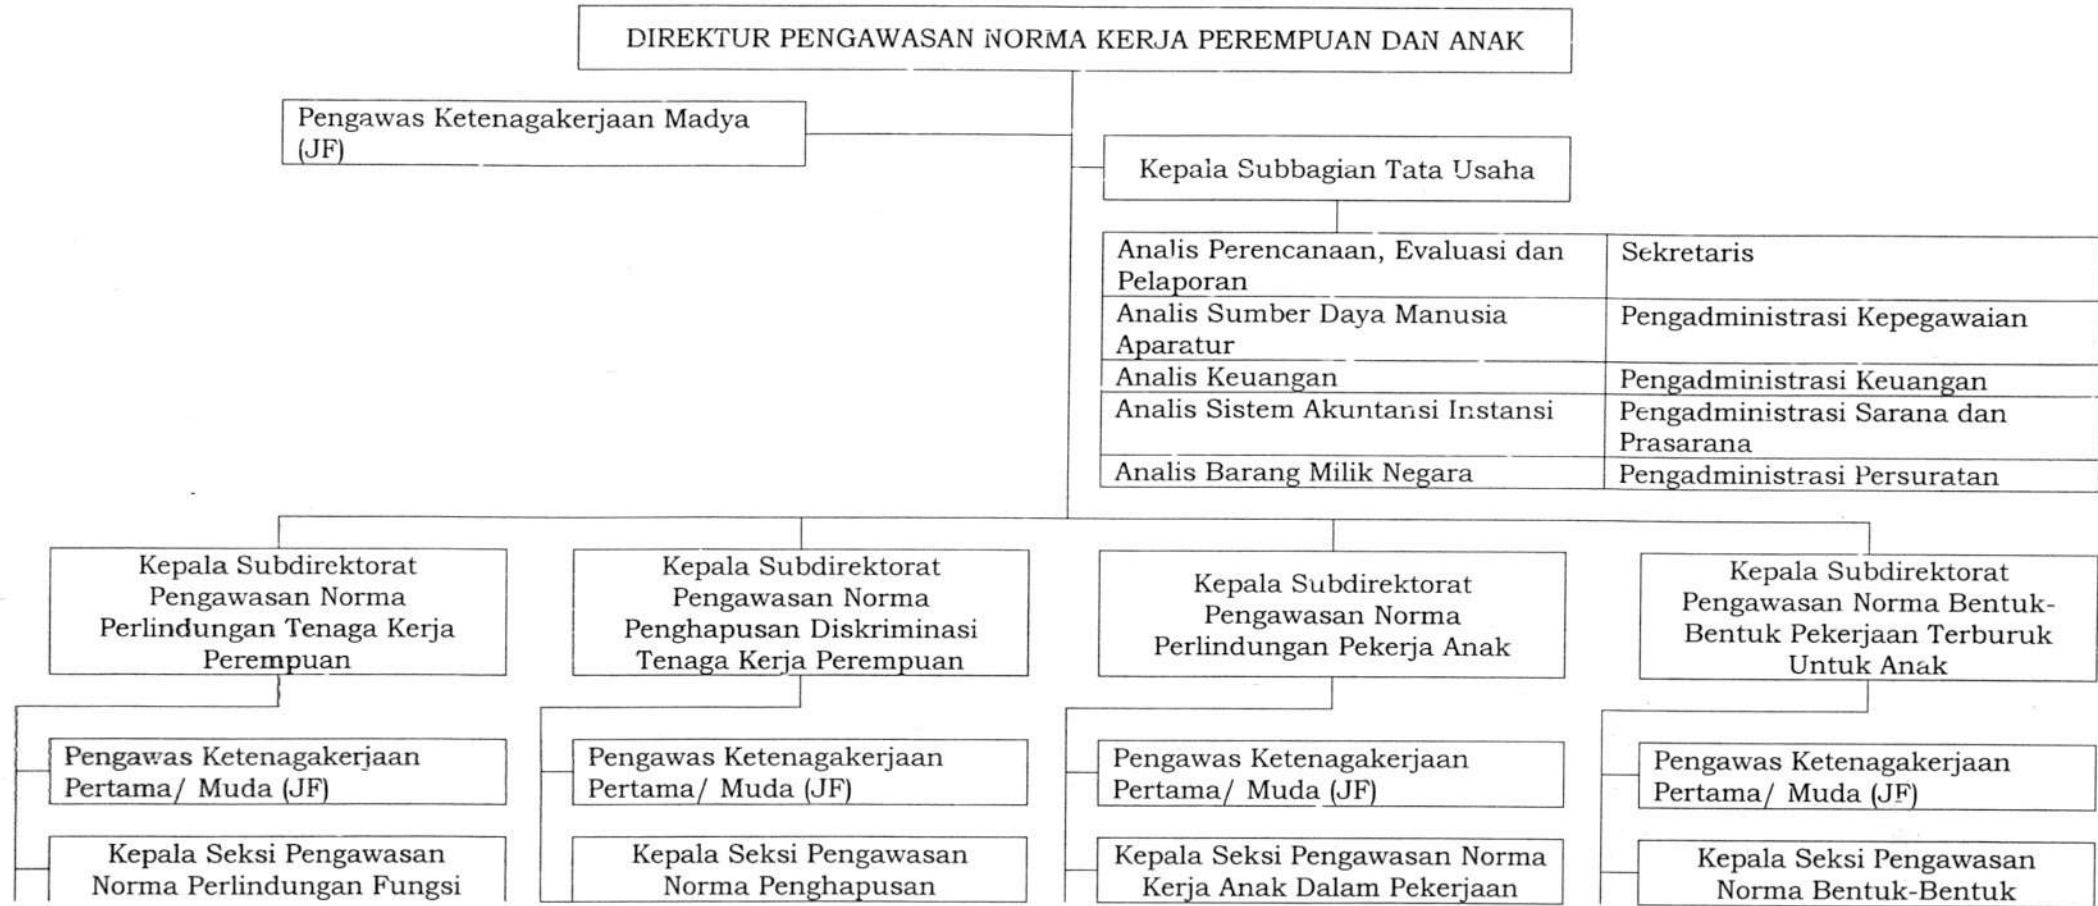 DIREKTUR PENGAWASAN NORMA KERJA PEREMPUAN DAN ANAK
Pengawas Ketenagakerjaan Madya
(JF)
Kepala Subbagian Tata Usaha
Analis Perencanaan, Evaluasi dan
Pelaporan
Sekretaris
Analis Sumber Daya Manusia
Aparatur
Pengadministrasi Kepegawaian
Analis Keuangan
Pengadministrasi Keuangan
Analis Sistem Akuntansi Instansi
Pengadministrasi Sarana dan
Prasarana
Analis Barang Milik Negara
Pengadministrasi Persuratan
Kepala Subdirektorat
Pengawasan Norma
Perlindungan Tenaga Kerja
Perempuan
Kepala Subdirektorat
Pengawasan Norma
Penghapusan Diskriminasi
Tenaga Kerja Perempuan
Kepala Subdirektorat
Pengawasan Norma
Perlindungan Pekerja Anak
Kepala Subdirektorat
Pengawasan Norma Bentuk-
Bentuk Pekerjaan Terburuk
Untuk Anak
Pengawas Ketenagakerjaan
Pertama/ Muda (JF)
Pengawas Ketenagakerjaan
Pertama/ Muda (JF)
Pengawas Ketenagakerjaan
Pertama/ Muda (JF)
Pengawas Ketenagakerjaan
Pertama/ Muda (JF)
Kepala Seksi Pengawasan
Norma Perlindungan Fungsi
Kepala Seksi Pengawasan
Norma Penghapusan
Kepala Seksi Pengawasan Norma
Kerja Anak Dalam Pekerjaan
Kepala Seksi Pengawasan
Norma Bentuk-Bentuk